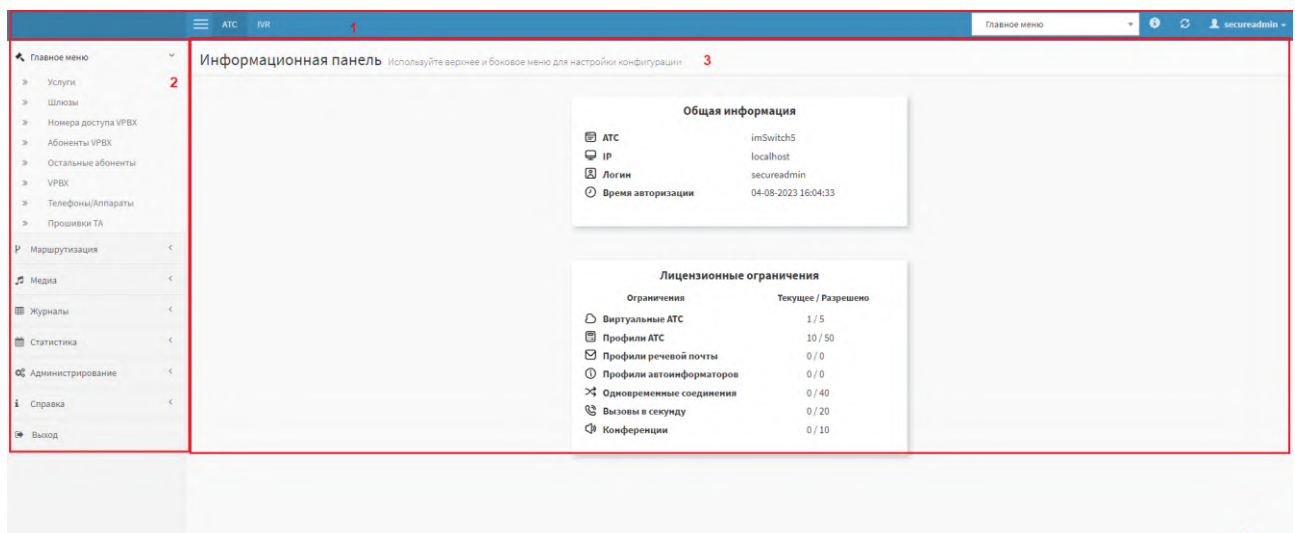 АТС IVR 1 Главное меню secureadmin
Главное меню
Услуги
2
Шлюзы
Номера доступа VPBX
Абоненты VPBX
Остальные абоненты
VPBX
Телефоны/Аппараты
Прошивки ТА
Маршрутизация
Медиа
Журналы
Статистика
Администрирование
Справка
Выход
Информационная панель Используйте верхнее и боковое меню для настройки конфигурации 3
Общая информация
АТС imSwitch5
IP localhost
Логин secureadmin
Время авторизации 04-08-2023 16:04:33
Лицензионные ограничения
Ограничения Текущее / Разрешено
Виртуальные АТС 1 / 5
Профили АТС 10 / 50
Профили речевой почты 0 / 0
Профили автоинформаторов 0 / 0
Одновременные соединения 0 / 40
Вызовы в секунду 0 / 20
Конференции 0 / 10